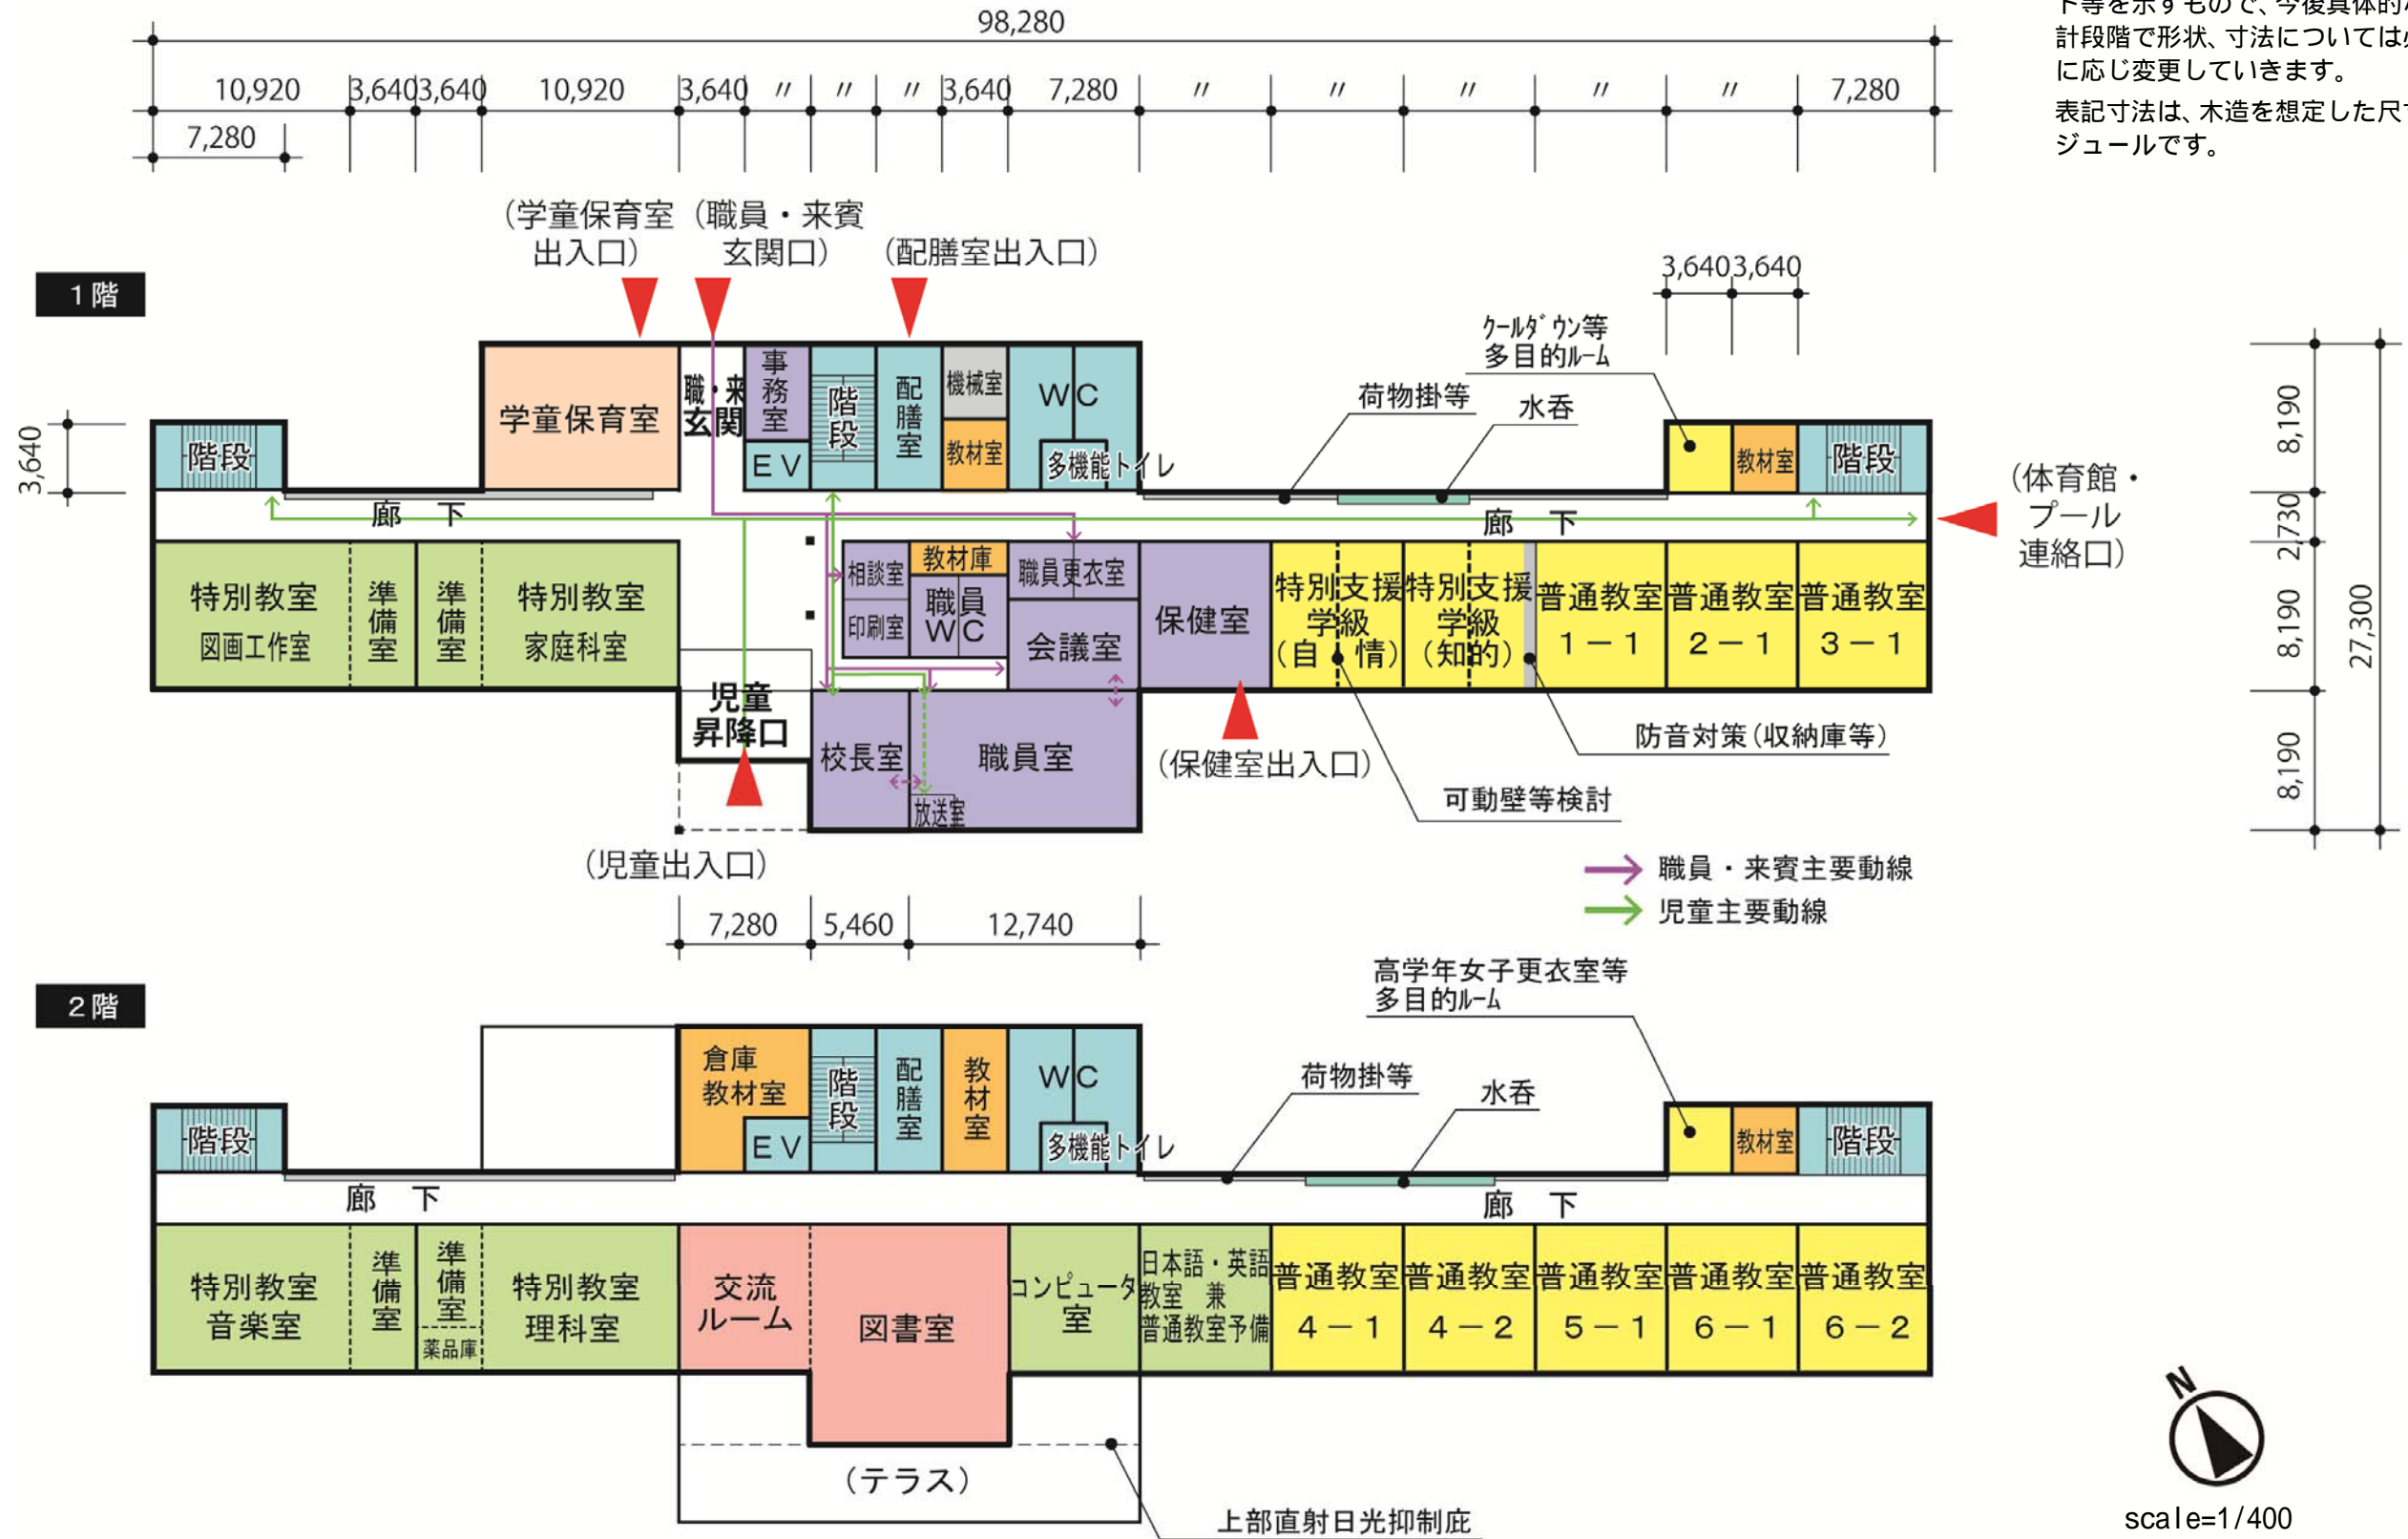 ト等を示すもので、今後具体的な
計段階で形状、寸法については
に応じ変更していきます。
表記寸法は、木造を想定した尺
ジュールです。
98,280
10,920 3,640 3,640 10,920 3,640 〃 〃 〃 3,640 7,280 〃 〃 〃 〃 〃 7,280
7,280
1階
(学童保育室
出入口)
(職員・来賓
玄関口)
(配膳室出入口)
3,640 3,640
クールダウン等
多目的ルーム
荷物掛等
水呑
3,640
階段
学童保育室
職・来
玄関
事務室
EV
階段
配膳室
機械室
教材室
WC
多機能トイレ
教材室
階段
(体育館・
プール
連絡口)
廊下
廊下
特別教室
図画工作室
準備室
準備室
特別教室
家庭科室
相談室
印刷室
教材庫
職員
WC
職員更衣室
会議室
保健室
特別支援
学級
(自・情)
特別支援
学級
(知的)
普通教室
1-1
普通教室
2-1
普通教室
3-1
児童
昇降口
校長室
職員室
放送室
(保健室出入口)
防音対策(収納庫等)
可動壁等検討
(児童出入口)
8,190
2,730
8,190
8,190
27,300
職員・来賓主要動線
児童主要動線
7,280 5,460 12,740
2階
高学年女子更衣室等
多目的ルーム
荷物掛等
水呑
階段
倉庫
教材室
EV
階段
配膳室
教材室
WC
多機能トイレ
教材室
階段
廊下
廊下
特別教室
音楽室
準備室
準備室
薬品庫
特別教室
理科室
交流
ルーム
図書室
コンピュータ
室
日本語・英語
教室 兼
普通教室予備
普通教室
4-1
普通教室
4-2
普通教室
5-1
普通教室
6-1
普通教室
6-2
(テラス)
上部直射日光抑制庇
N
scale=1/400